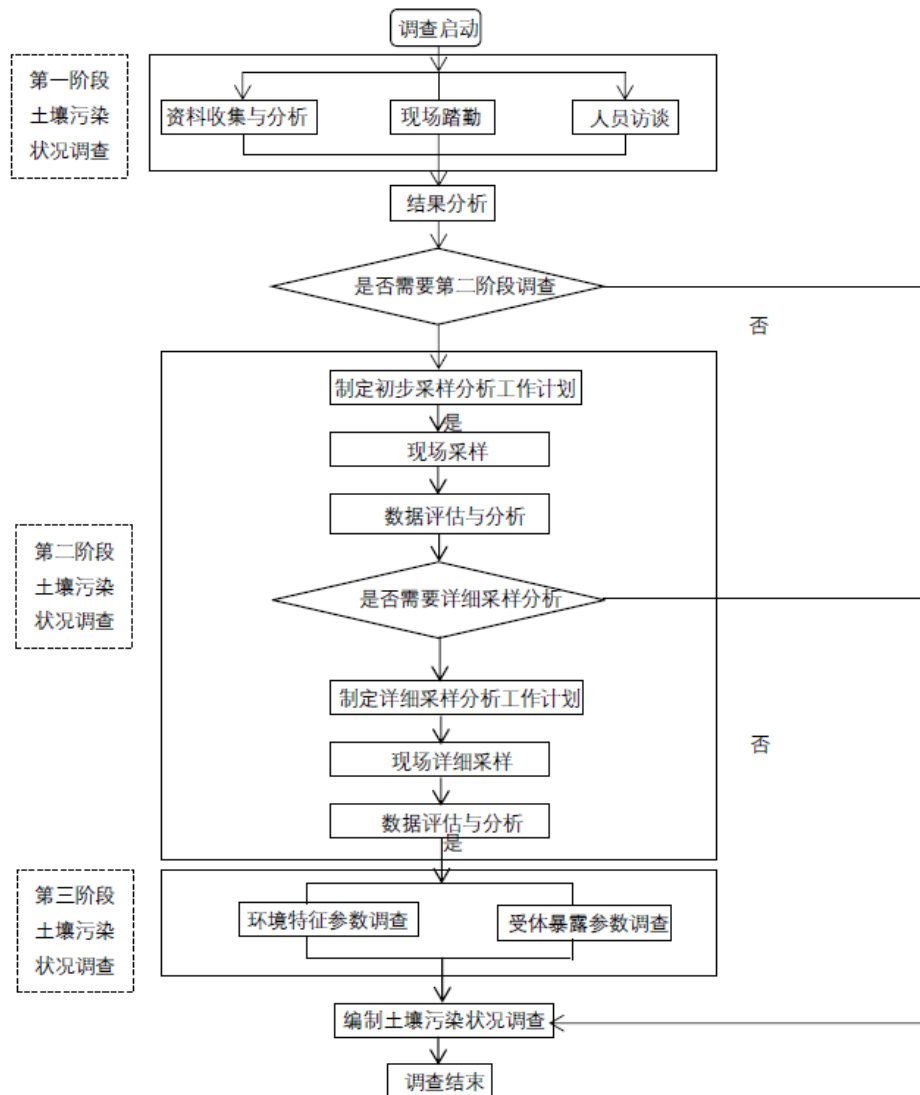 调查启动
第一阶段
土壤污染
状况调查
资料收集与分析
现场踏勤
人员访谈
结果分析
是否需要第二阶段调查
否
制定初步采样分析工作计划
是
现场采样
数据评估与分析
第二阶段
土壤污染
状况调查
是否需要详细采样分析
制定详细采样分析工作计划
否
现场详细采样
数据评估与分析
是
第三阶段
土壤污染
状况调查
环境特征参数调查
受体暴露参数调查
编制土壤污染状况调查
调查结束